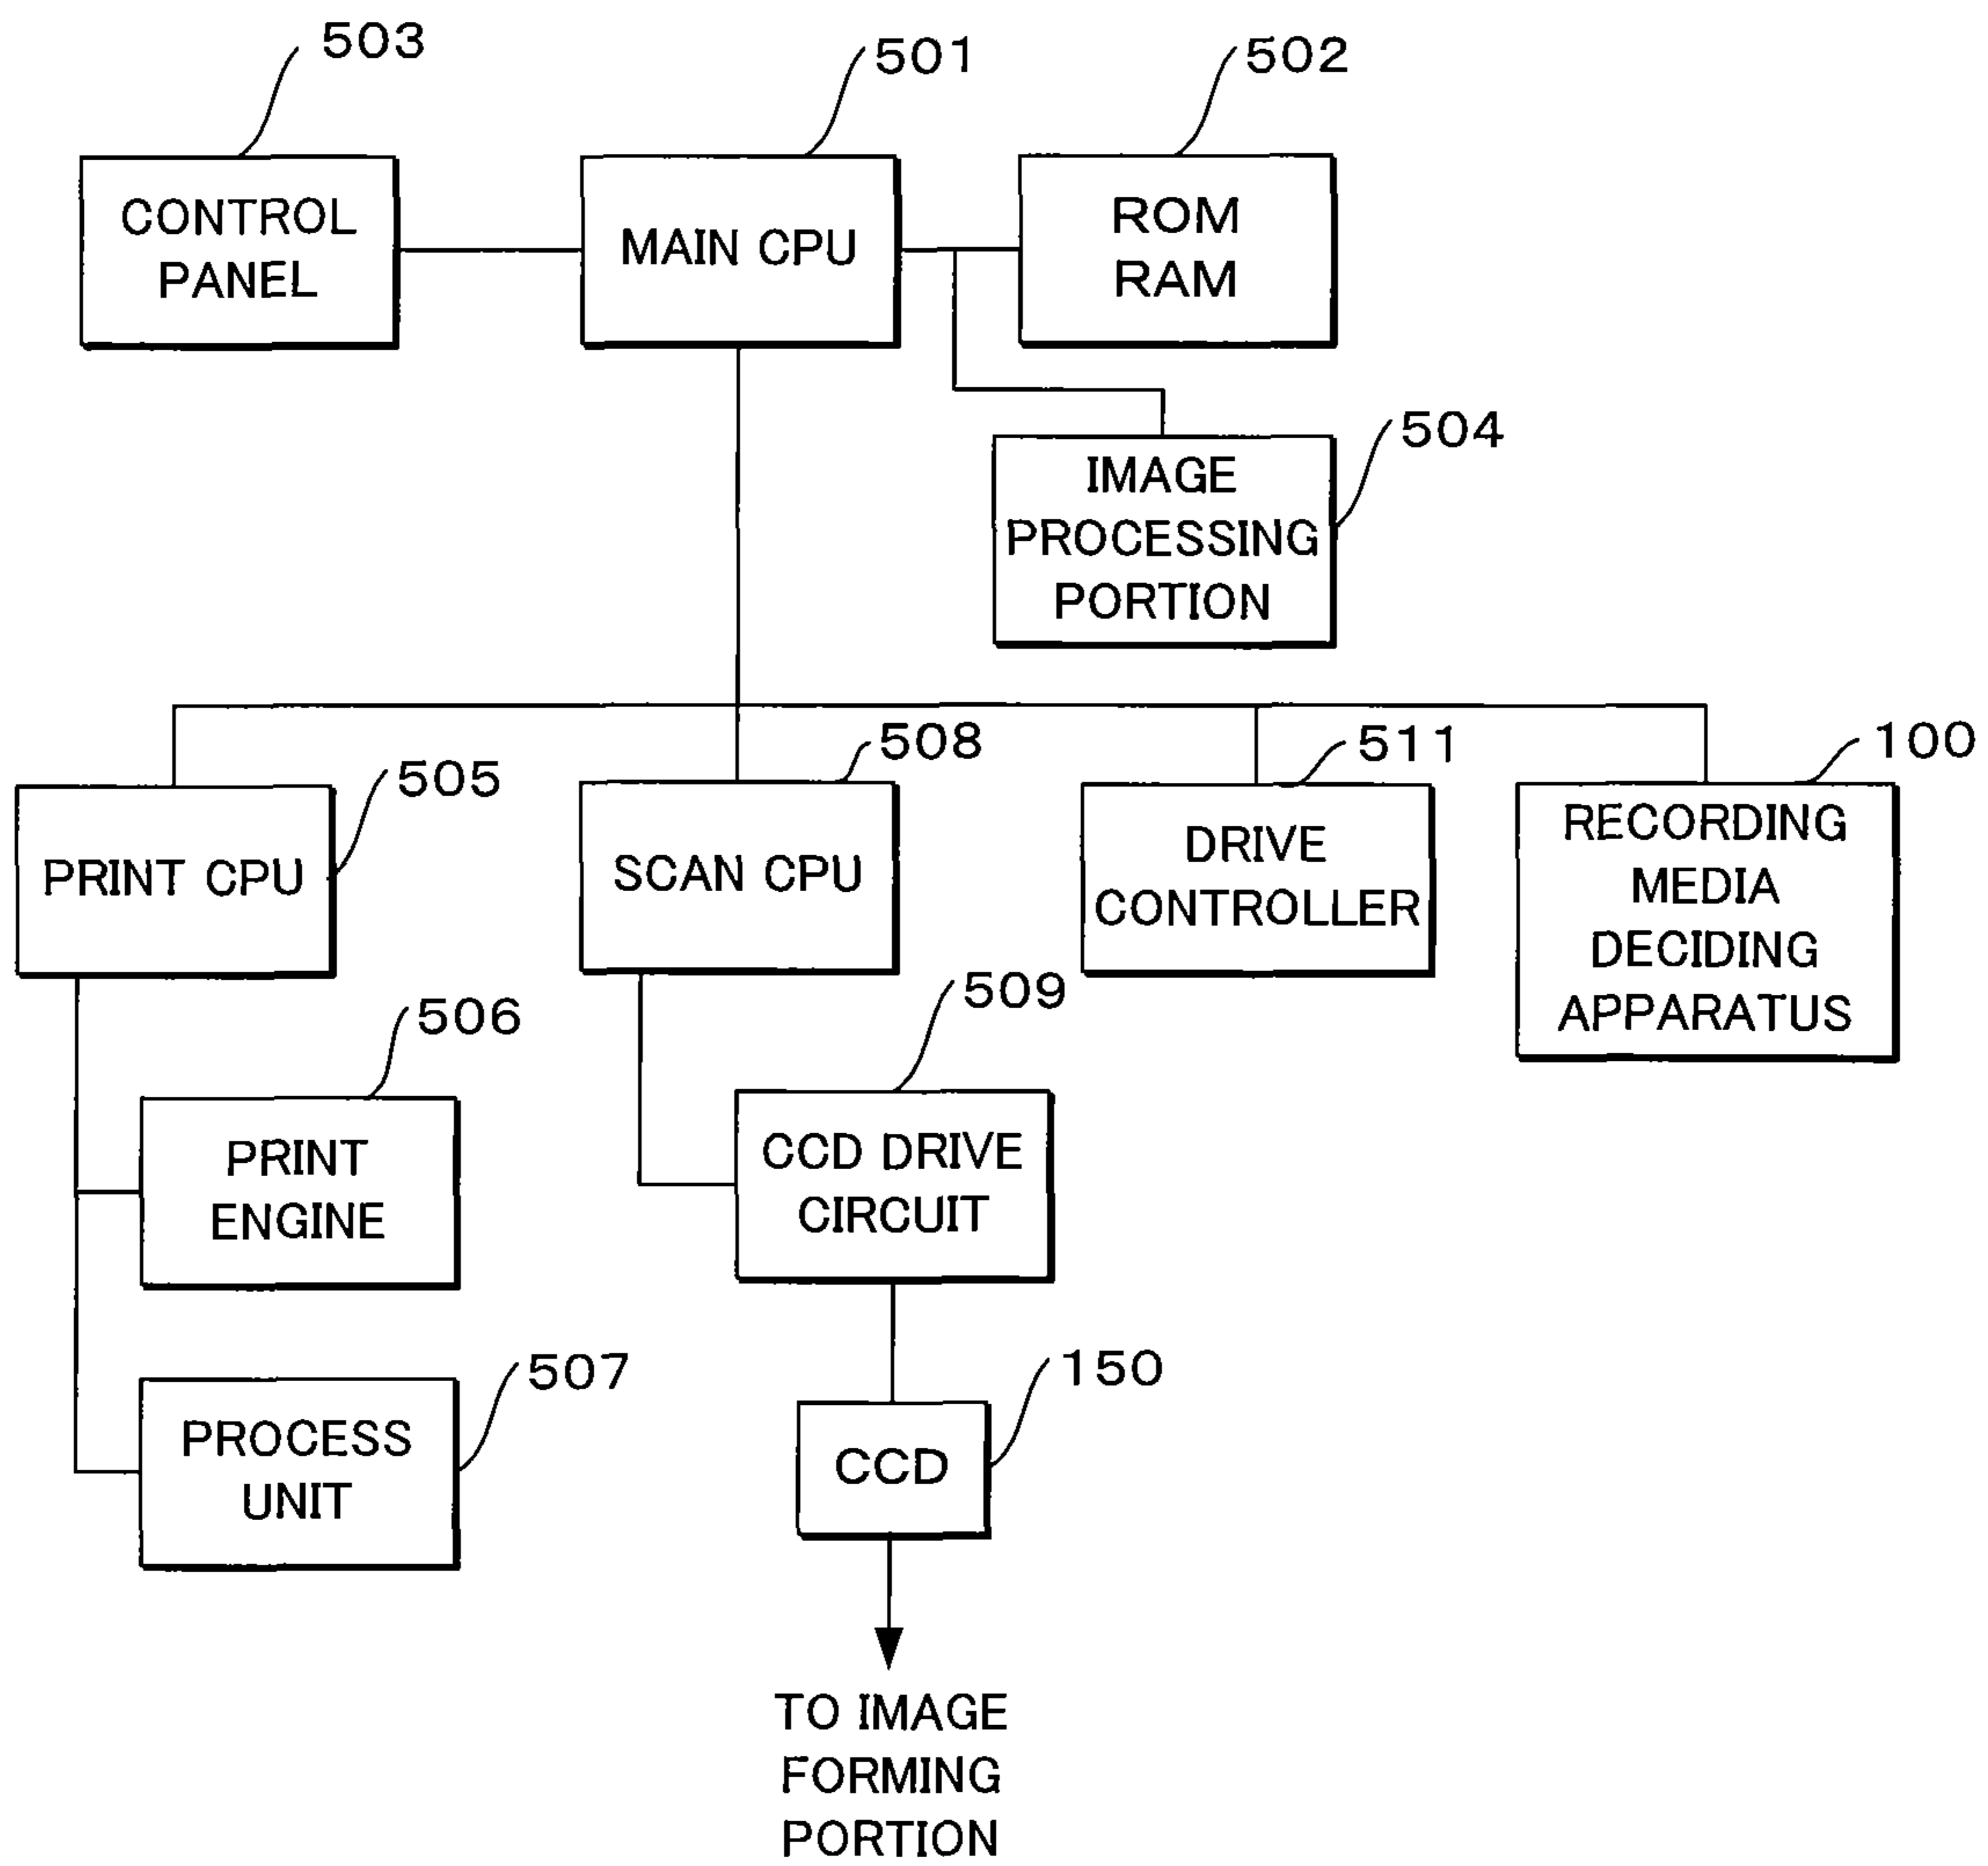 503
501
502
CONTROL
PANEL
MAIN CPU
ROM
RAM
504
IMAGE
PROCESSING
PORTION
505
508
511
100
PRINT CPU
SCAN CPU
DRIVE
CONTROLLER
RECORDING
MEDIA
DECIDING
APPARATUS
506
509
PRINT
ENGINE
CCD DRIVE
CIRCUIT
507
150
PROCESS
UNIT
CCD
TO IMAGE
FORMING
PORTION